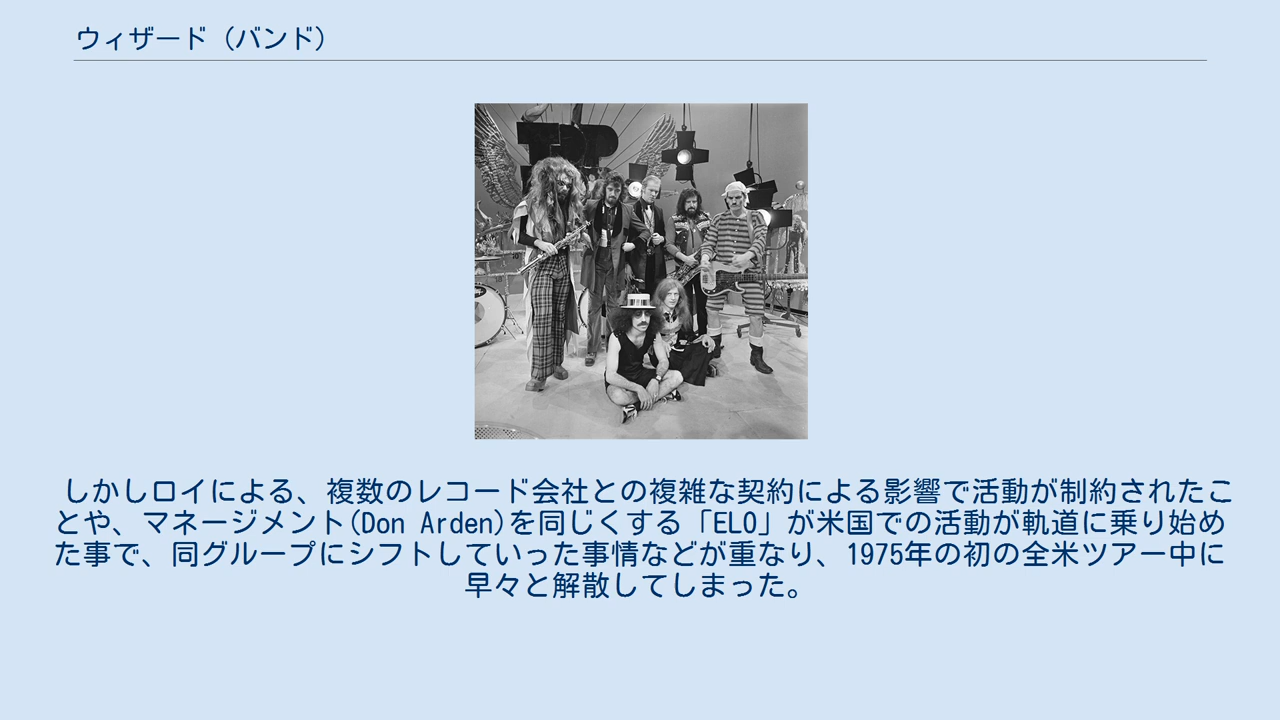 ウィザード（バンド）
しかしロイによる、複数のレコード会社との複雑な契約による影響で活動が制約されたこ
とや、マネージメント(Don Arden)を同じくする「ELO」が米国での活動が軌道に乗り始め
た事で、同グループにシフトしていった事情などが重なり、1975年の初の全米ツアー中に
早々と解散してしまった。